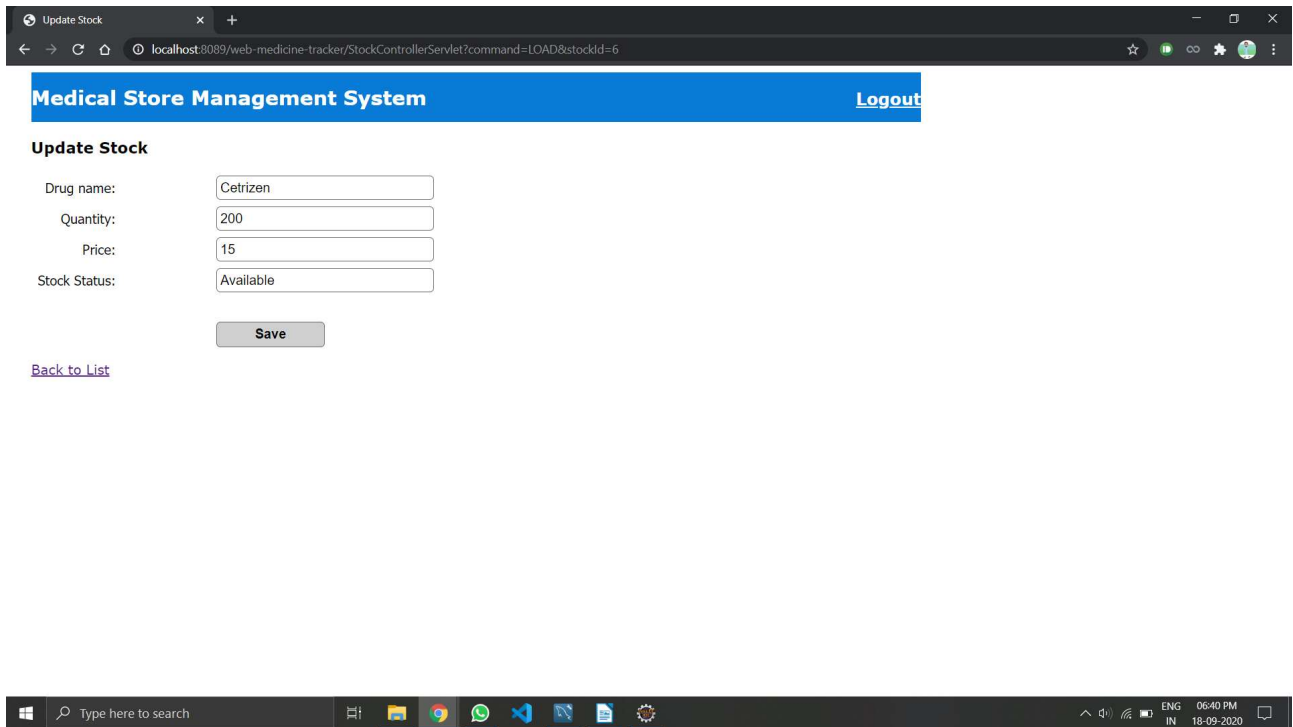 Update Stock
localhost:8089/web-medicine-tracker/StockControllerServlet?command=LOAD&stockId=6
Medical Store Management System Logout
Update Stock
Drug name: Cetrizen
Quantity: 200
Price: 15
Stock Status: Available
Save
Back to List
Type here to search
ENG 06:40 PM
IN 18-09-2020